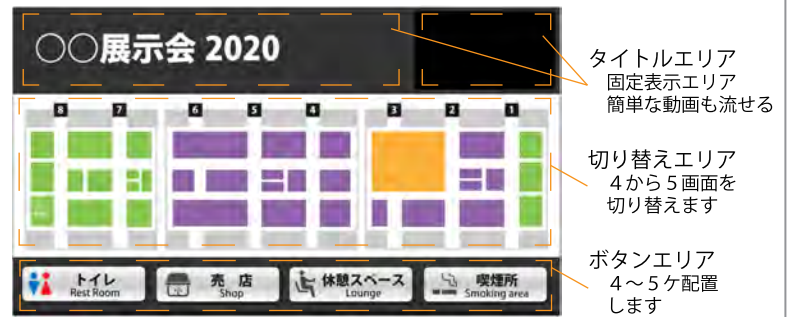 ○○展示会 2020
タイトルエリア
固定表示エリア
簡単な動画も流せる
8 7 6 5 4 3 2 1
切り替えエリア
４から５画面を
切り替えます
ボタンエリア
４～５ケ配置
します
トイレ
Rest Room
売 店
Shop
休憩スペース
Lounge
喫煙所
Smoking area